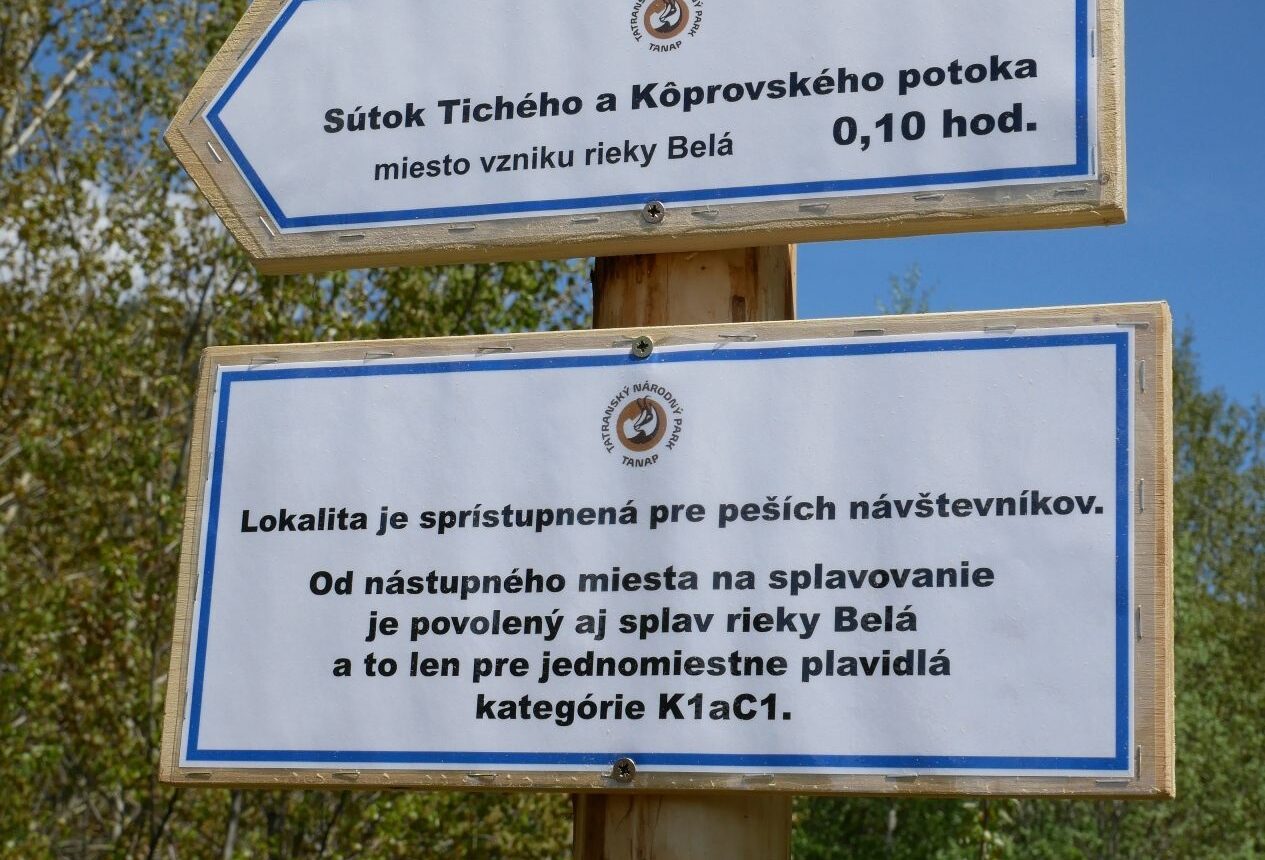 TATRANSKÝ NÁRODNÝ PARK
TANAP
Sútok Tichého a Kôprovského potoka
miesto vzniku rieky Belá 0,10 hod.
TATRANSKÝ NÁRODNÝ PARK
TANAP
Lokalita je sprístupnená pre peších návštevníkov.
Od nástupného miesta na splavovanie
je povolený aj splav rieky Belá
a to len pre jednomiestne plavidlá
kategórie K1aC1.